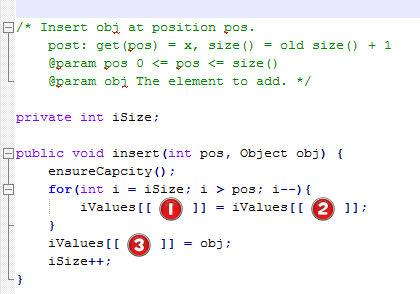 /* Insert obj at position pos.
post: get(pos) = x, size() = old size() + 1
@param pos 0 <= pos <= size()
@param obj The element to add. */
private int iSize;
public void insert(int pos, Object obj) {
ensureCapcity();
for(int i = iSize; i > pos; i--){
iValues[[ 1 ]] = iValues[[ 2 ]];
}
iValues[[ 3 ]] = obj;
iSize++;
}